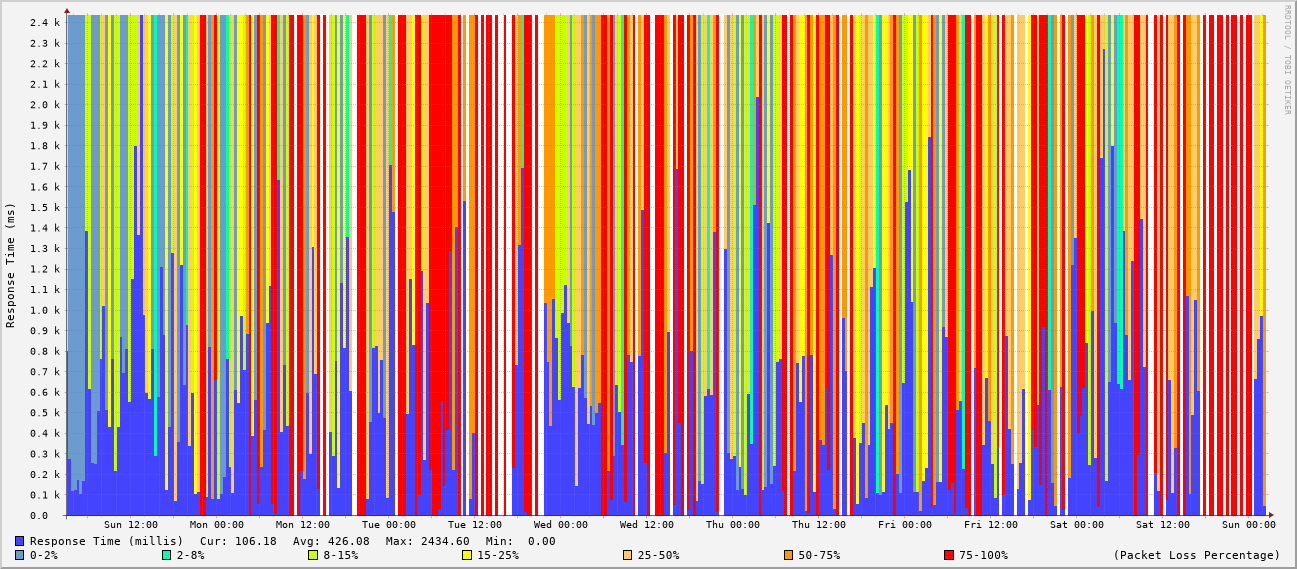 RRDTOOL / TOBI OETIKER
Response Time (ms)
2.4 k
2.3 k
2.2 k
2.1 k
2.0 k
1.9 k
1.8 k
1.7 k
1.6 k
1.5 k
1.4 k
1.3 k
1.2 k
1.1 k
1.0 k
0.9 k
0.8 k
0.7 k
0.6 k
0.5 k
0.4 k
0.3 k
0.2 k
0.1 k
0.0
Sun 12:00 Mon 00:00 Mon 12:00 Tue 00:00 Tue 12:00 Wed 00:00 Wed 12:00 Thu 00:00 Thu 12:00 Fri 00:00 Fri 12:00 Sat 00:00 Sat 12:00 Sun 00:00
Response Time (millis) Cur: 106.18 Avg: 426.08 Max: 2434.60 Min: 0.00
0-2% 2-8% 8-15% 15-25% 25-50% 50-75% 75-100% (Packet Loss Percentage)